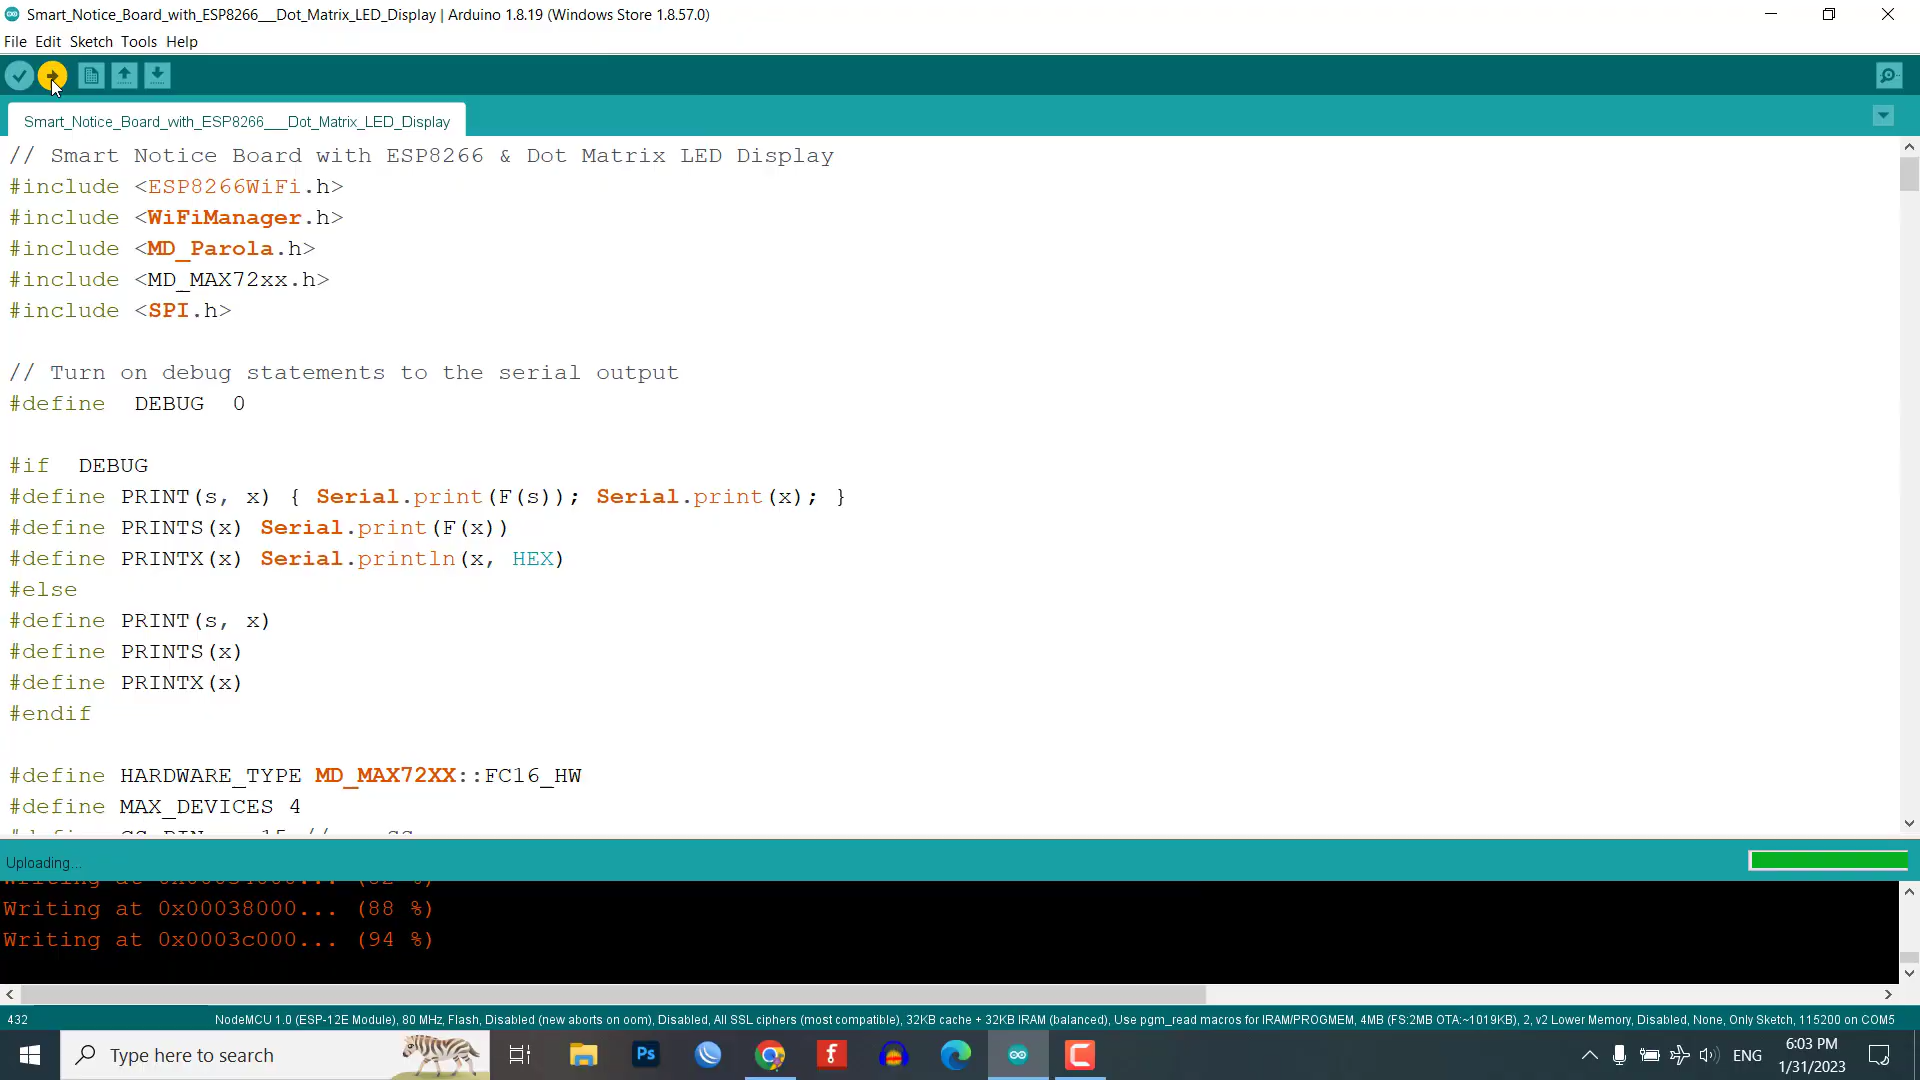 Smart_Notice_Board_with_ESP8266___Dot_Matrix_LED_Display | Arduino 1.8.19 (Windows Store 1.8.57.0)
File Edit Sketch Tools Help
Smart_Notice_Board_with_ESP8266___Dot_Matrix_LED_Display
// Smart Notice Board with ESP8266 & Dot Matrix LED Display
#include <ESP8266WiFi.h>
#include <WiFiManager.h>
#include <MD_Parola.h>
#include <MD_MAX72xx.h>
#include <SPI.h>
// Turn on debug statements to the serial output
#define  DEBUG  0
#if  DEBUG
#define PRINT(s, x) { Serial.print(F(s)); Serial.print(x); }
#define PRINTS(x) Serial.print(F(x))
#define PRINTX(x) Serial.println(x, HEX)
#else
#define PRINT(s, x)
#define PRINTS(x)
#define PRINTX(x)
#endif
#define HARDWARE_TYPE MD_MAX72XX::FC16_HW
#define MAX_DEVICES 4
Uploading...
Writing at 0x00038000... (88 %)
Writing at 0x0003c000... (94 %)
432 NodeMCU 1.0 (ESP-12E Module), 80 MHz, Flash, Disabled (new aborts on oom), Disabled, All SSL ciphers (most compatible), 32KB cache + 32KB IRAM (balanced), Use pgm_read macros for IRAM/PROGMEM, 4MB (FS:2MB OTA:~1019KB), 2, v2 Lower Memory, Disabled, None, Only Sketch, 115200 on COM5
Type here to search
Ps
ENG
6:03 PM
1/31/2023